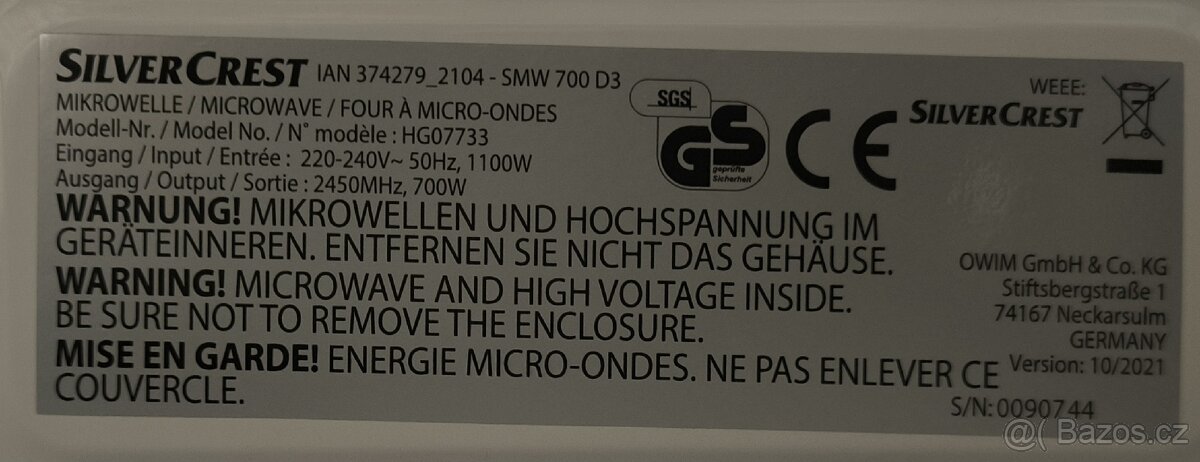 SILVERCREST IAN 374279_2104 - SMW 700 D3
MIKROWELLE / MICROWAVE / FOUR À MICRO-ONDES
Modell-Nr. / Model No. / N° modèle : HG07733
Eingang / Input / Entrée : 220-240V~ 50Hz, 1100W
Ausgang / Output / Sortie : 2450MHz, 700W
SGS
GS
geprüfte
Sicherheit
CE
WEEE:
SILVERCREST
WARNUNG! MIKROWELLEN UND HOCHSPANNUNG IM
GERÄTEINNEREN. ENTFERNEN SIE NICHT DAS GEHÄUSE.
WARNING! MICROWAVE AND HIGH VOLTAGE INSIDE.
BE SURE NOT TO REMOVE THE ENCLOSURE.
MISE EN GARDE! ENERGIE MICRO-ONDES. NE PAS ENLEVER CE
COUVERCLE.
OWIM GmbH & Co. KG
Stiftsbergstraße 1
74167 Neckarsulm
GERMANY
Version: 10/2021
S/N: 0090744
@( Bazos.cz